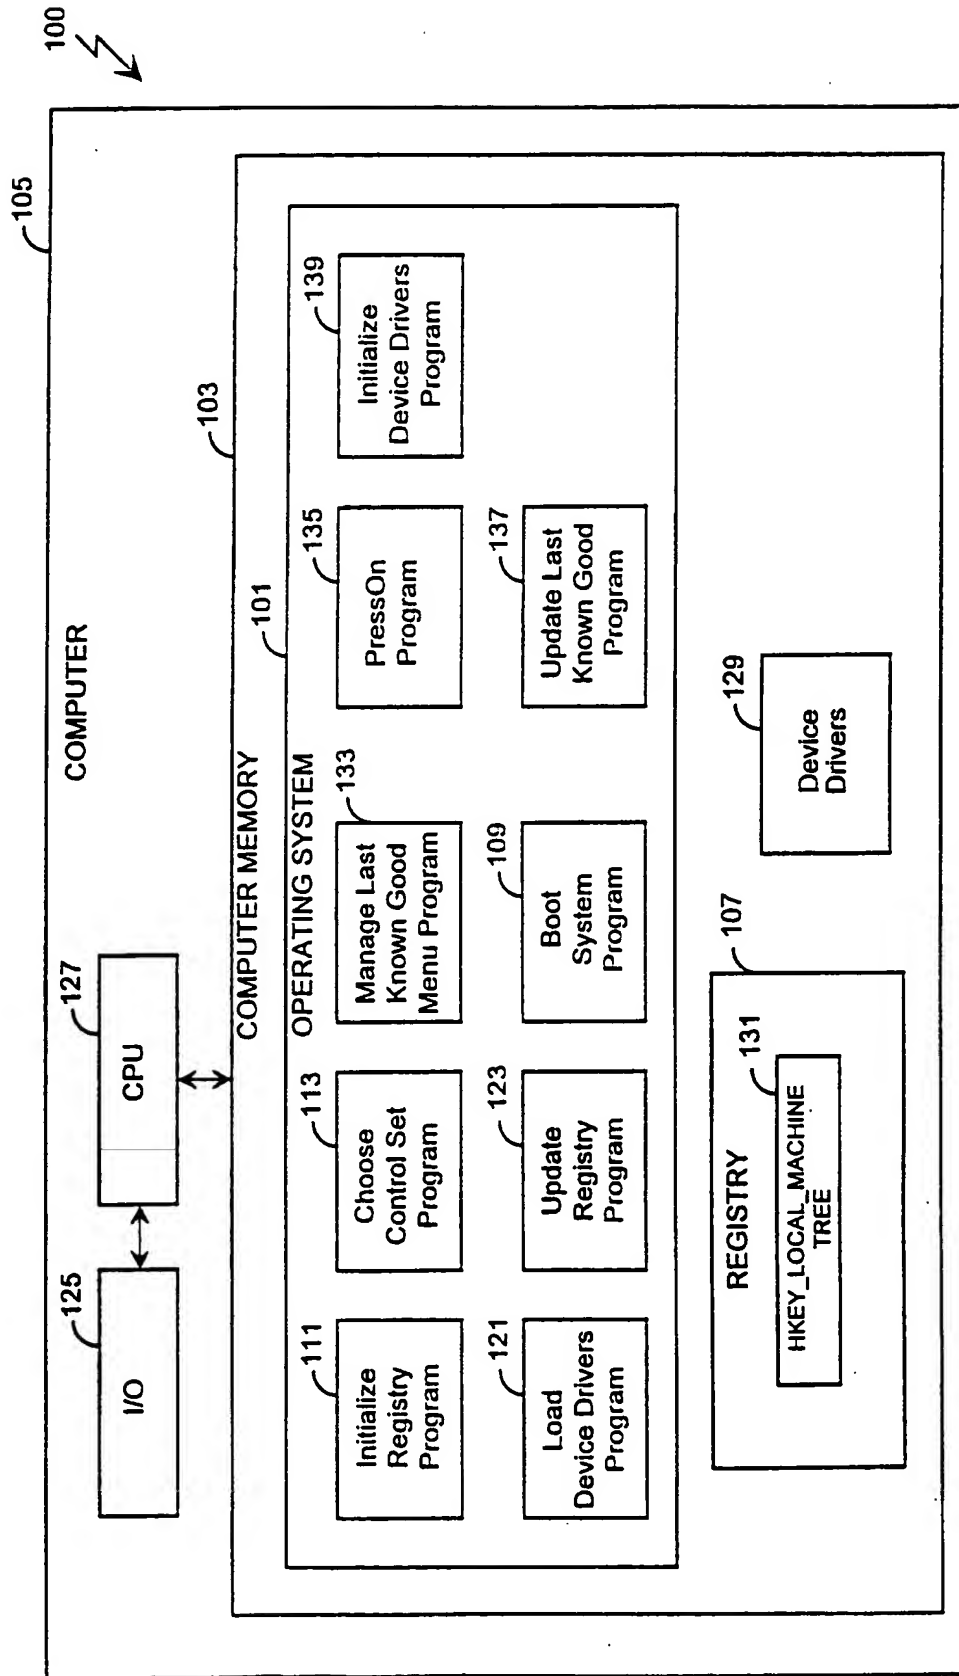 100
105
COMPUTER
125
I/O
127
CPU
103
COMPUTER MEMORY
101
OPERATING SYSTEM
111
Initialize
Registry
Program
113
Choose
Control Set
Program
133
Manage Last
Known Good
Menu Program
135
PressOn
Program
139
Initialize
Device Drivers
Program
121
Load
Device Drivers
Program
123
Update
Registry
Program
109
Boot
System
Program
137
Update Last
Known Good
Program
107
REGISTRY
131
HKEY_LOCAL_MACHINE
TREE
129
Device
Drivers